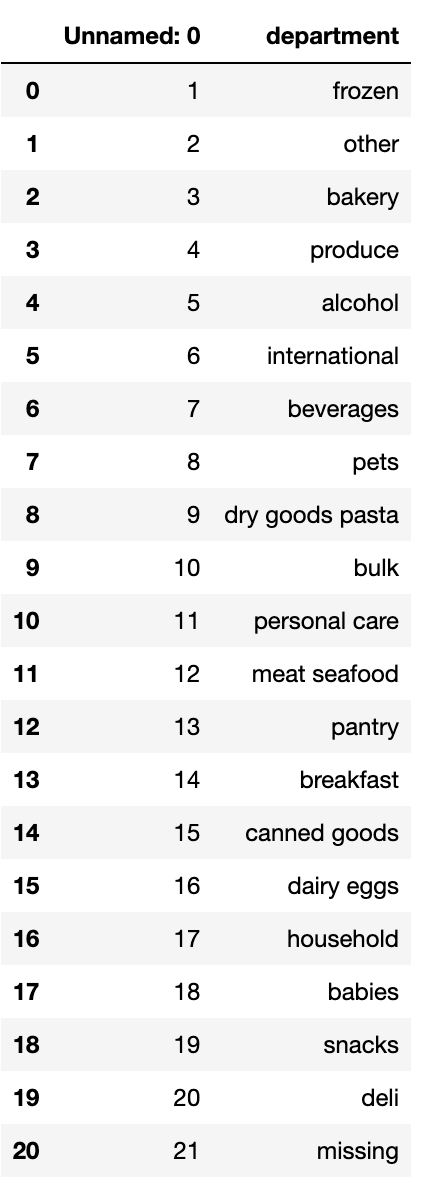 Unnamed: 0 department
0 1 frozen
1 2 other
2 3 bakery
3 4 produce
4 5 alcohol
5 6 international
6 7 beverages
7 8 pets
8 9 dry goods pasta
9 10 bulk
10 11 personal care
11 12 meat seafood
12 13 pantry
13 14 breakfast
14 15 canned goods
15 16 dairy eggs
16 17 household
17 18 babies
18 19 snacks
19 20 deli
20 21 missing